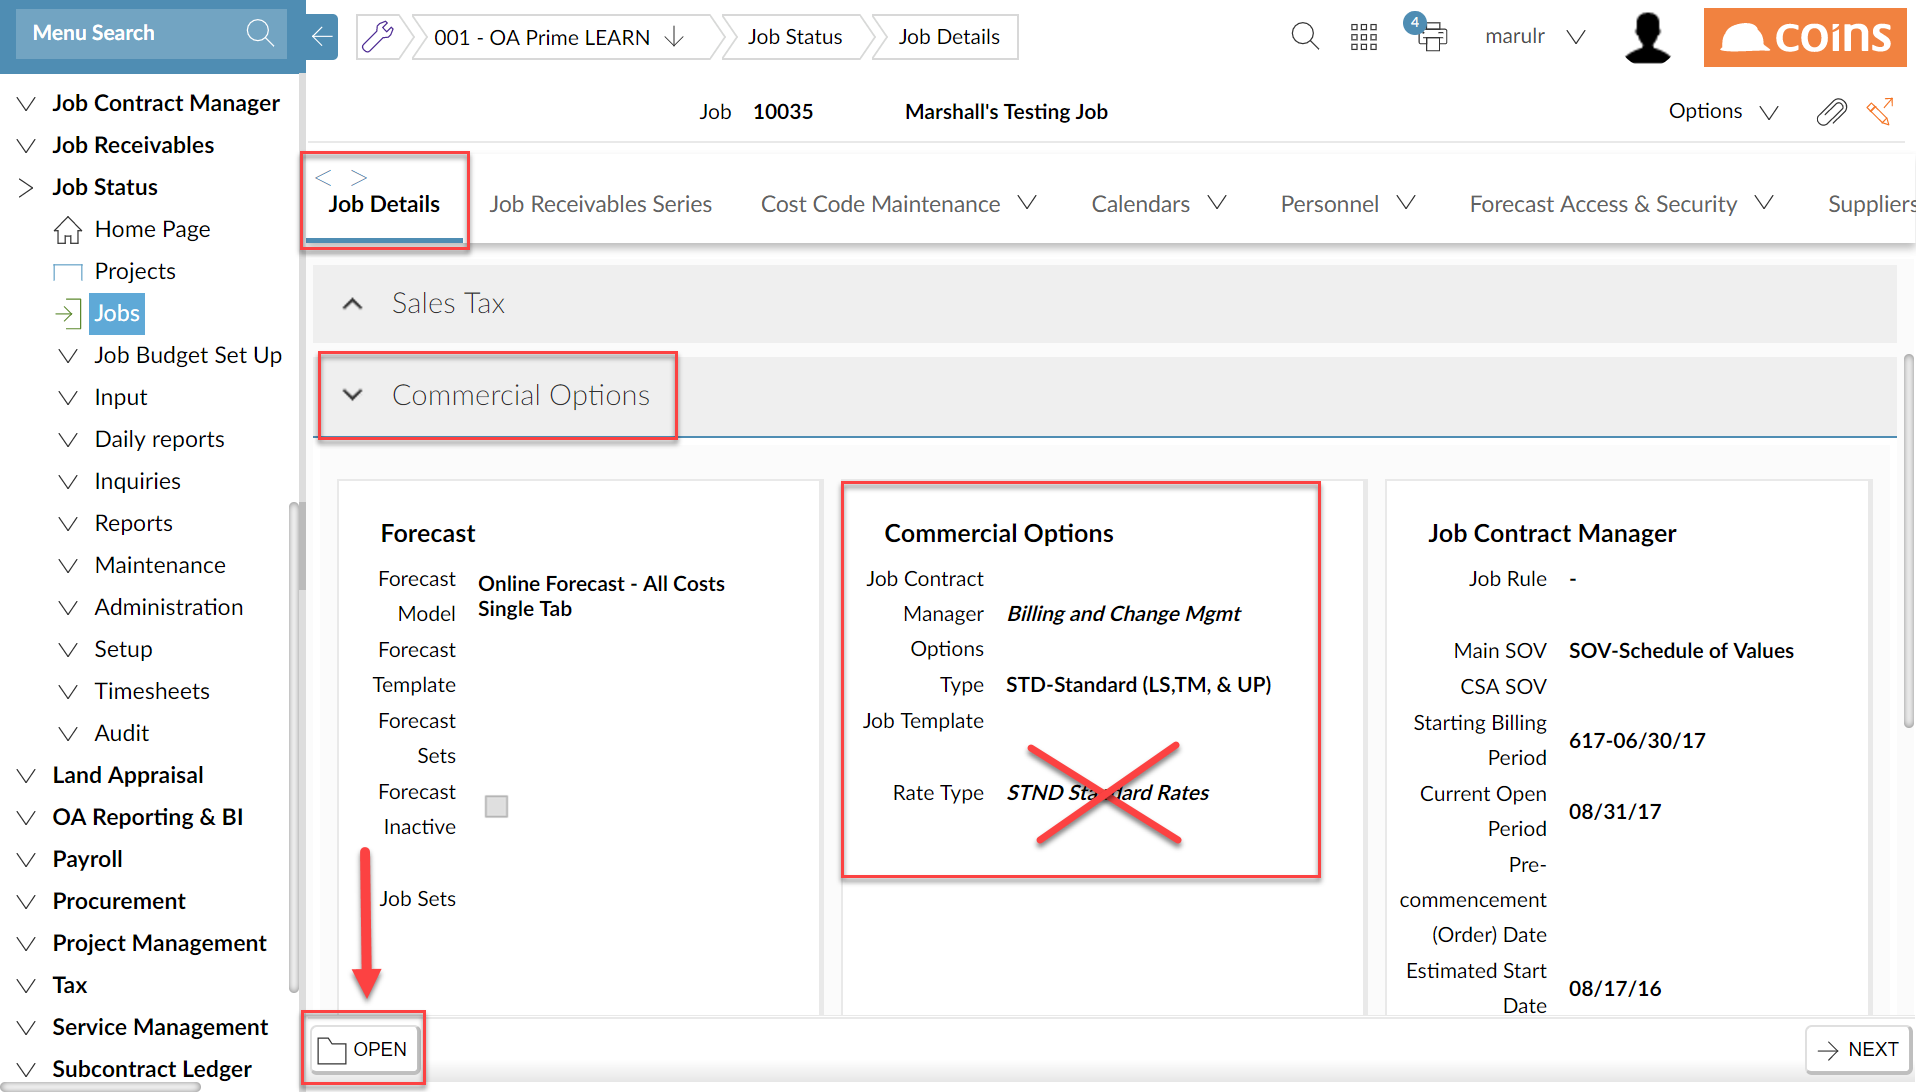 Menu Search
001 - OA Prime LEARN
Job Status
Job Details
4
marulr
coins
Job 10035 Marshall's Testing Job
Options
Job Contract Manager
Job Receivables
Job Status
Home Page
Projects
Jobs
Job Budget Set Up
Input
Daily reports
Inquiries
Reports
Maintenance
Administration
Setup
Timesheets
Audit
Land Appraisal
OA Reporting & BI
Payroll
Procurement
Project Management
Tax
Service Management
Subcontract Ledger
< >
Job Details
Job Receivables Series
Cost Code Maintenance
Calendars
Personnel
Forecast Access & Security
Suppliers
Sales Tax
Commercial Options
Forecast
Forecast
Model
Online Forecast - All Costs
Single Tab
Forecast
Template
Forecast
Sets
Forecast
Inactive
Job Sets
Commercial Options
Job Contract
Manager
Options
Billing and Change Mgmt
Type STD-Standard (LS,TM, & UP)
Job Template
Rate Type STND Standard Rates
Job Contract Manager
Job Rule -
Main SOV SOV-Schedule of Values
CSA SOV
Starting Billing
Period
617-06/30/17
Current Open
Period
08/31/17
Pre-
commencement
(Order) Date
Estimated Start
Date
08/17/16
OPEN
NEXT